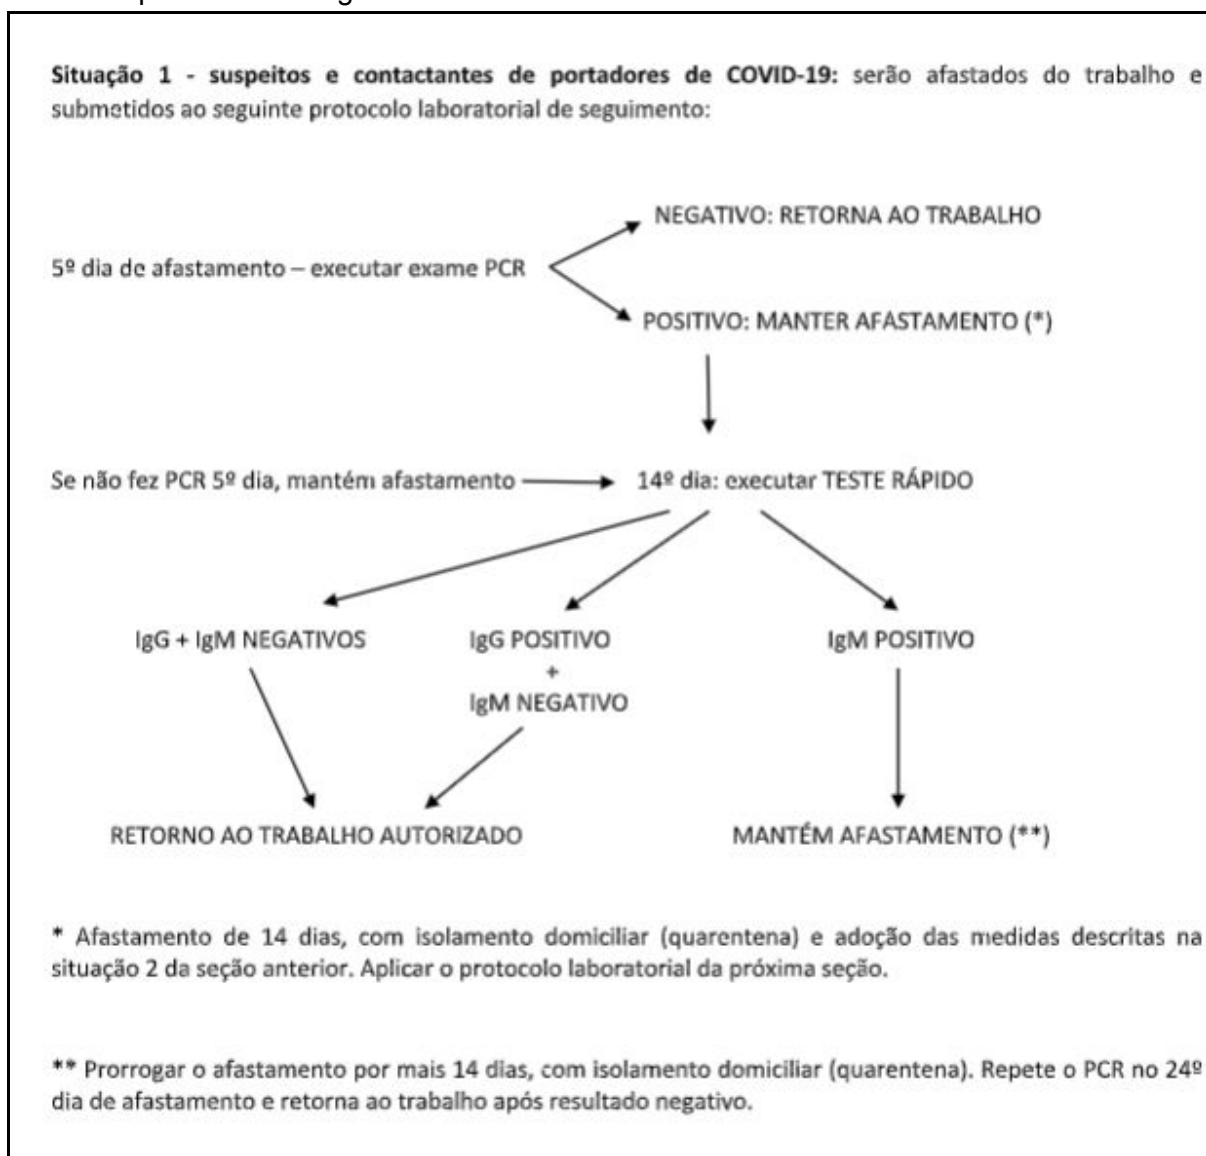 Situação 1 - suspeitos e contactantes de portadores de COVID-19: serão afastados do trabalho e
submetidos ao seguinte protocolo laboratorial de seguimento:
NEGATIVO: RETORNA AO TRABALHO
5º dia de afastamento – executar exame PCR
POSITIVO: MANTER AFASTAMENTO (*)
Se não fez PCR 5º dia, mantém afastamento
14º dia: executar TESTE RÁPIDO
IgG + IgM NEGATIVOS
IgG POSITIVO
+
IgM NEGATIVO
IgM POSITIVO
RETORNO AO TRABALHO AUTORIZADO
MANTÉM AFASTAMENTO (**)
* Afastamento de 14 dias, com isolamento domiciliar (quarentena) e adoção das medidas descritas na
situação 2 da seção anterior. Aplicar o protocolo laboratorial da próxima seção.
** Prorrogar o afastamento por mais 14 dias, com isolamento domiciliar (quarentena). Repete o PCR no 24º
dia de afastamento e retorna ao trabalho após resultado negativo.